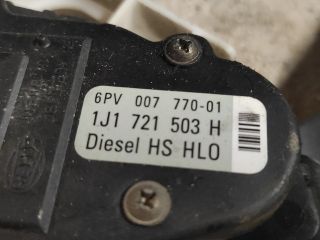 6PV 007 770-01
1J1 721 503 H
Diesel HS HLO